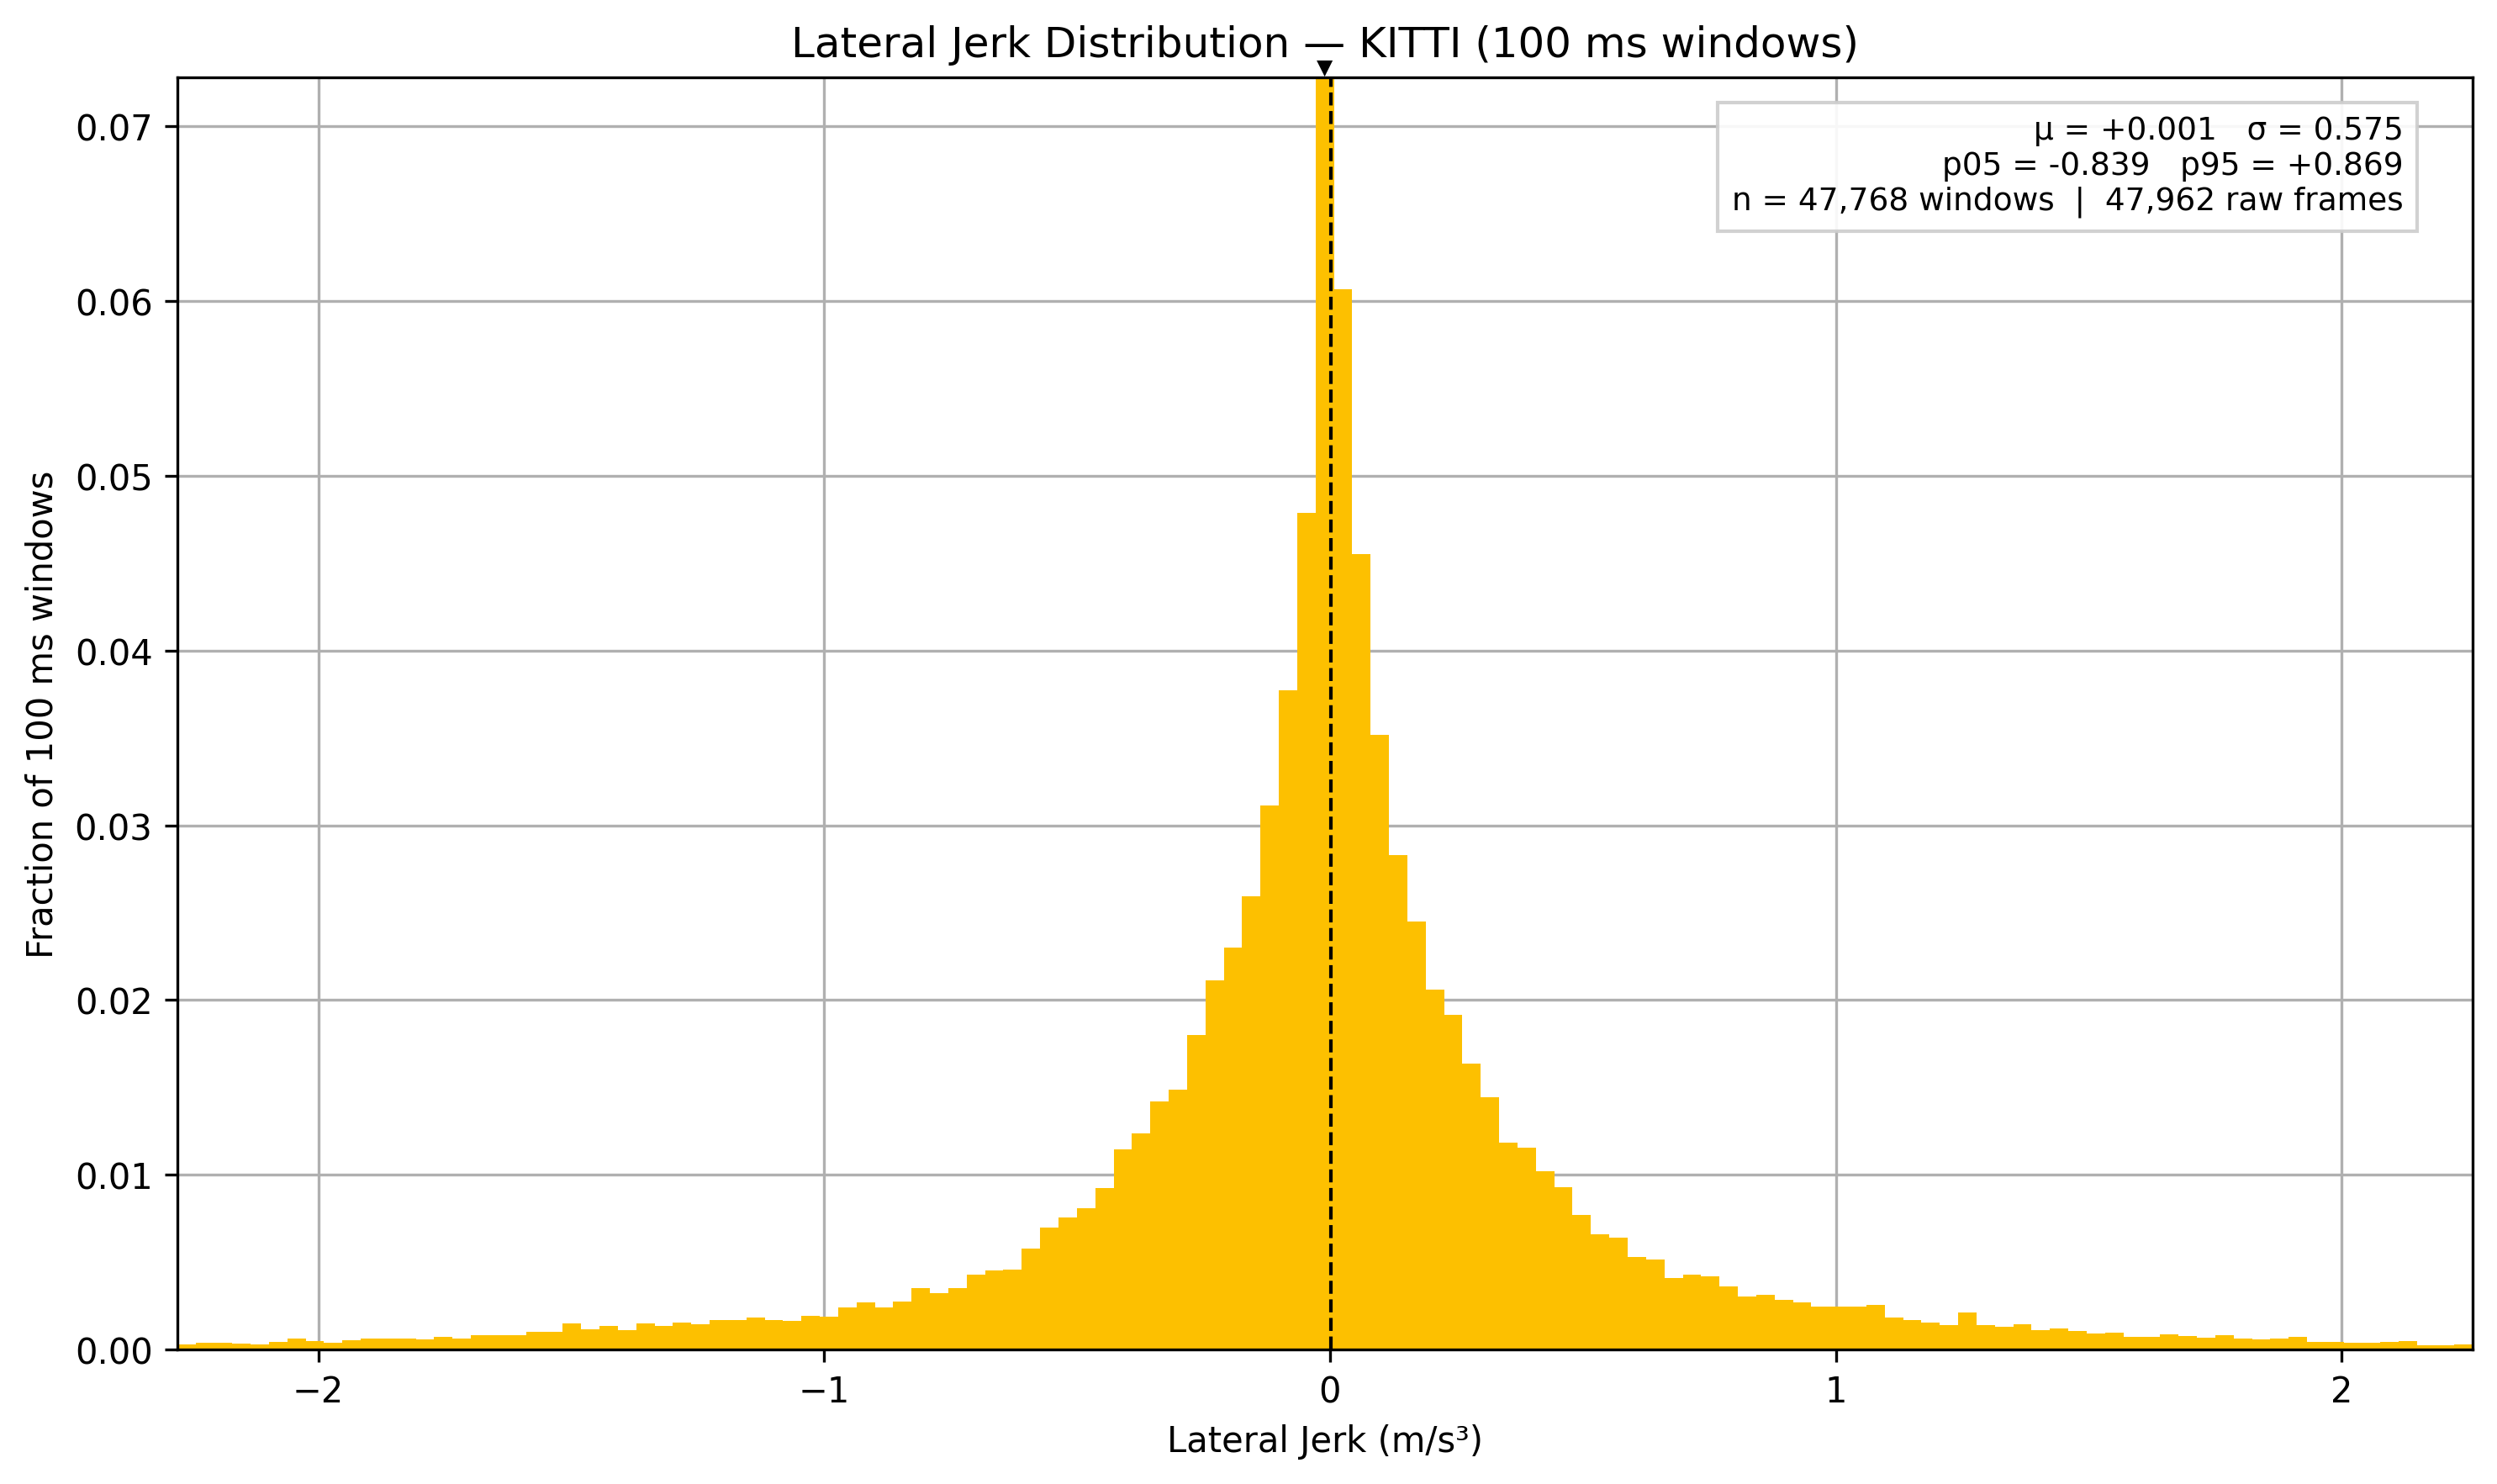 Lateral Jerk Distribution — KITTI (100 ms windows)
μ = +0.001   σ = 0.575
p05 = -0.839   p95 = +0.869
n = 47,768 windows  |  47,962 raw frames
Fraction of 100 ms windows
0.07
0.06
0.05
0.04
0.03
0.02
0.01
0.00
−2
−1
0
1
2
Lateral Jerk (m/s³)